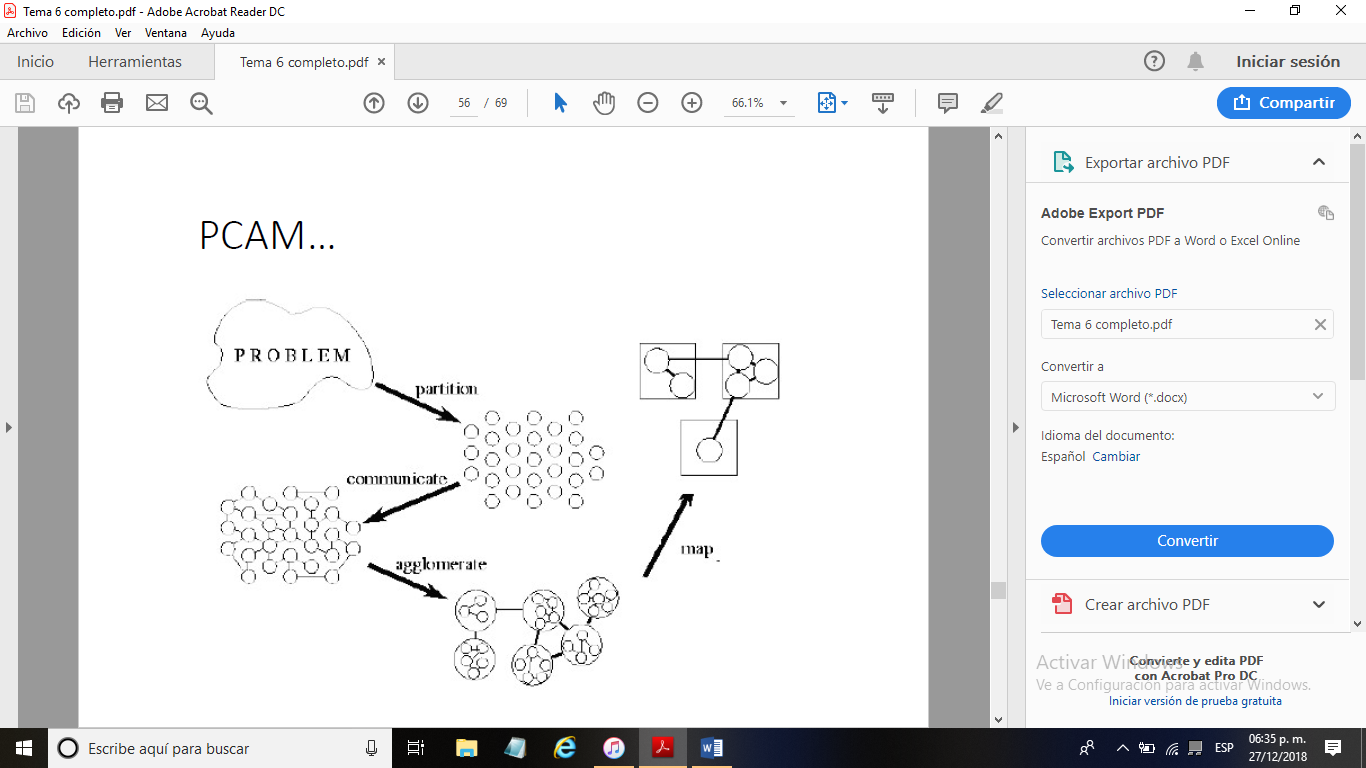 Tema 6 completo.pdf - Adobe Acrobat Reader DC
Archivo Edición Ver Ventana Ayuda
Inicio Herramientas Tema 6 completo.pdf Iniciar sesión
56 / 69 66.1% Compartir
PCAM...
PROBLEM
partition
communicate
agglomerate
map
Exportar archivo PDF
Adobe Export PDF
Convertir archivos PDF a Word o Excel Online
Seleccionar archivo PDF
Tema 6 completo.pdf
Convertir a
Microsoft Word (*.docx)
Idioma del documento:
Español Cambiar
Convertir
Crear archivo PDF
Convierte y edita PDF
con Acrobat Pro DC
Iniciar versión de prueba gratuita
Activar Windows
Ve a Configuración para activar Windows.
Escribe aquí para buscar
ESP
06:35 p. m.
27/12/2018